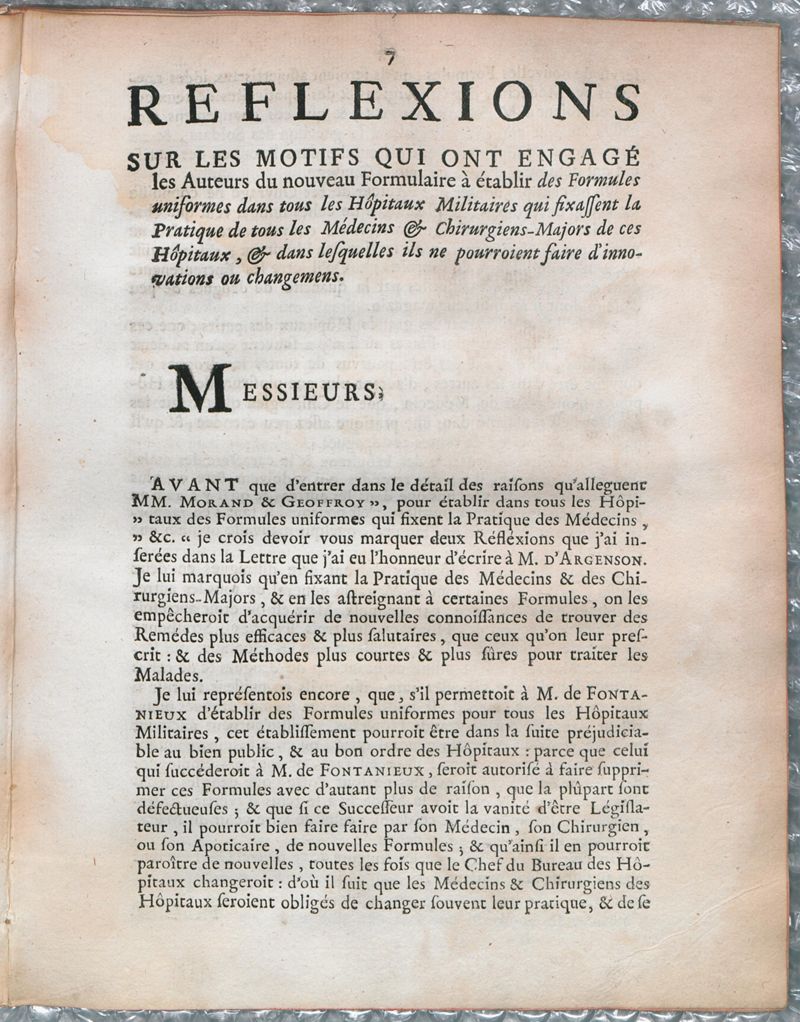 7
REFLEXIONS
SUR LES MOTIFS QUI ONT ENGAGÉ
les Auteurs du nouveau Formulaire à établir des Formules
uniformes dans tous les Hôpitaux Militaires qui fixaſſent la
Pratique de tous les Médecins & Chirurgiens-Majors de ces
Hôpitaux, & dans leſquelles ils ne pourroient faire d'inno-
vations ou changemens.
MESSIEURS,
AVANT que d'entrer dans le détail des raiſons qu'alleguent
MM. MORAND & GEOFFROY ”, pour établir dans tous les Hôpi-
” taux des Formules uniformes qui fixent la Pratique des Médecins,
” &c. “ je crois devoir vous marquer deux Réfléxions que j'ai in-
ſerées dans la Lettre que j'ai eu l'honneur d'écrire à M. D'ARGENSON.
Je lui marquois qu'en fixant la Pratique des Médecins & des Chi-
rurgiens-Majors, & en les aſtreignant à certaines Formules, on les
empêcheroit d'acquérir de nouvelles connoiſſances de trouver des
Remédes plus efficaces & plus ſalutaires, que ceux qu'on leur preſ-
crit : & des Méthodes plus courtes & plus ſûres pour traiter les
Malades.
Je lui repréſentois encore, que, s'il permettoit à M. de FONTA-
NIEUX d'établir des Formules uniformes pour tous les Hôpitaux
Militaires, cet établiſſement pourroit être dans la ſuite préjudicia-
ble au bien public, & au bon ordre des Hôpitaux : parce que celui
qui ſuccéderoit à M. de FONTANIEUX, ſeroit autoriſé à faire ſuppri-
mer ces Formules avec d'autant plus de raiſon, que la plûpart ſont
défectueuſes ; & que ſi ce Succeſſeur avoit la vanité d'être Légiſla-
teur, il pourroit bien faire faire par ſon Médecin, ſon Chirurgien,
ou ſon Apoticaire, de nouvelles Formules ; & qu'ainſi il en pourroit
paroître de nouvelles, toutes les fois que le Chef du Bureau des Hô-
pitaux changeroit : d'où il ſuit que les Médecins & Chirurgiens des
Hôpitaux ſeroient obligés de changer ſouvent leur pratique, & de ſe